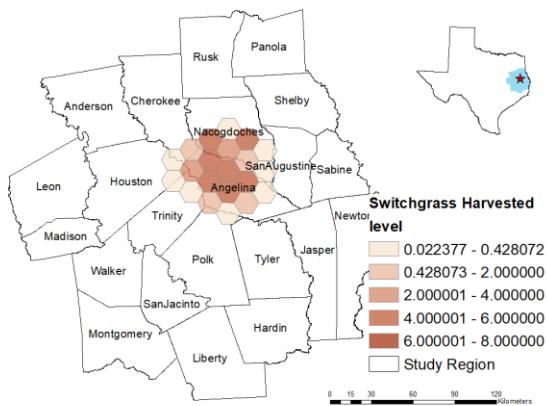 Panola
Rusk
Anderson
Cherokee
Shelby
Nacogdoches
SanAugustine
Sabine
Houston
Leon
Angelina
Trinity
Madison
Newto
Polk
Tyler
Jasper
Walker
SanJacinto
Hardin
Montgomery
Liberty
Switchgrass Harvested
level
0.022377 - 0.428072
0.428073 - 2.000000
2.000001 - 4.000000
4.000001 - 6.000000
6.000001 - 8.000000
Study Region
0 15 30 60 90 120
Kilometers